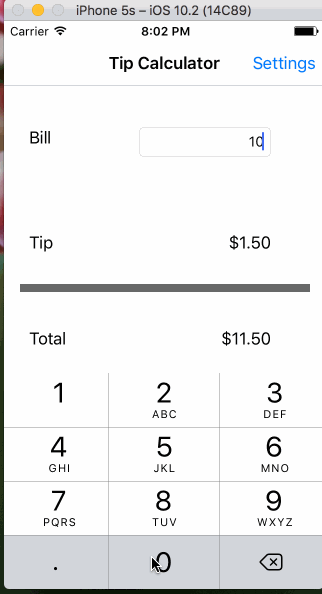 iPhone 5s – iOS 10.2 (14C89)
Carrier 8:02 PM
Tip Calculator Settings
Bill 10
Tip $1.50
Total $11.50
1 2 3
ABC DEF
4 5 6
GHI JKL MNO
7 8 9
PQRS TUV WXYZ
. 0